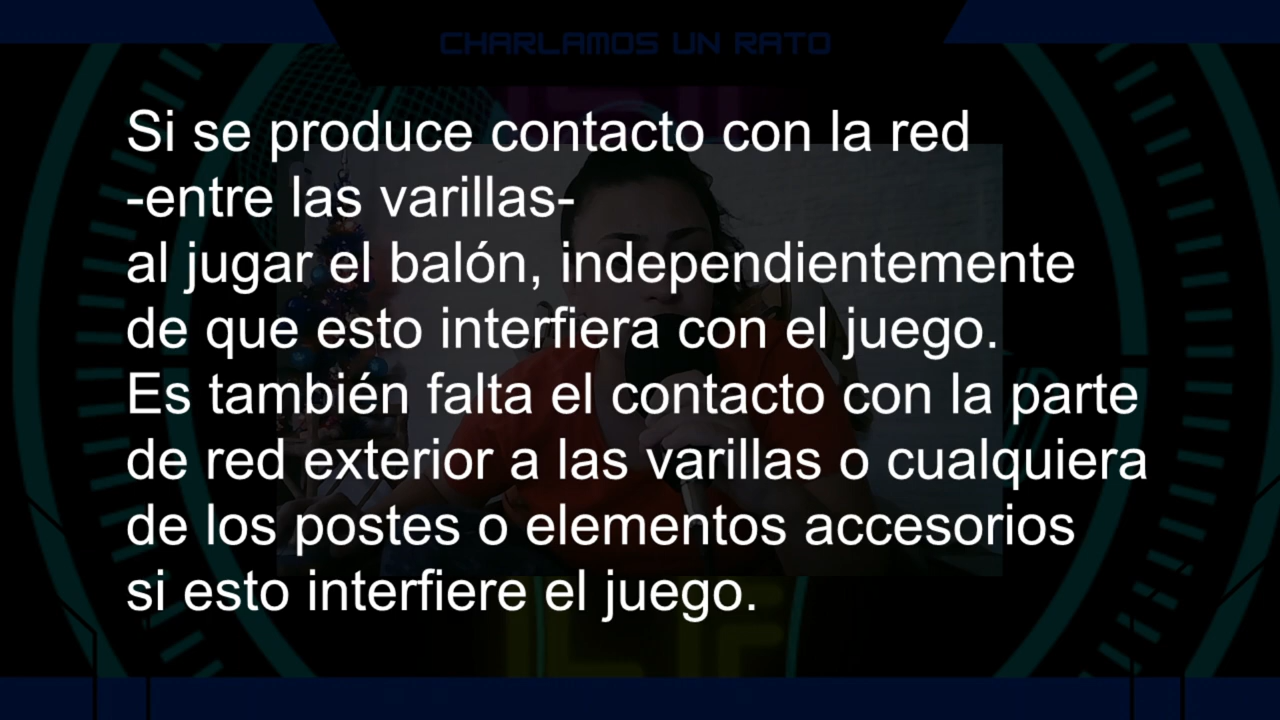 CHARLAMOS UN RATO
Si se produce contacto con la red
-entre las varillas-
al jugar el balón, independientemente
de que esto interfiera con el juego.
Es también falta el contacto con la parte
de red exterior a las varillas o cualquiera
de los postes o elementos accesorios
si esto interfiere el juego.